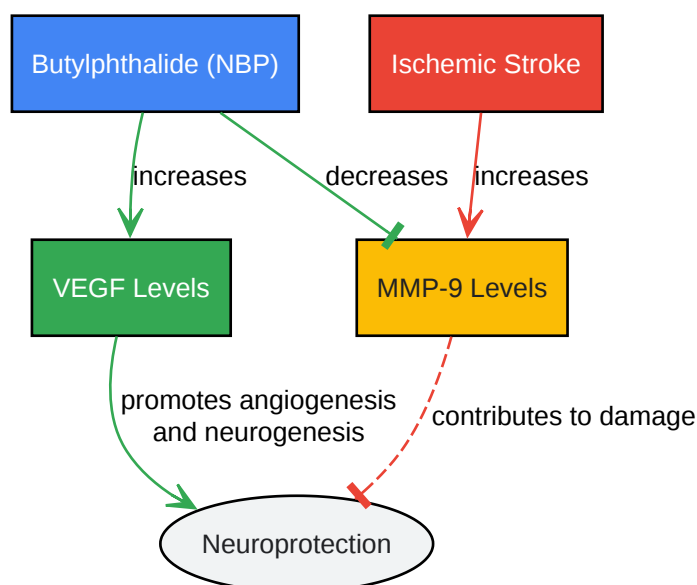 Butylphthalide (NBP)
Ischemic Stroke
increases
decreases
increases
VEGF Levels
MMP-9 Levels
promotes angiogenesis
and neurogenesis
contributes to damage
Neuroprotection